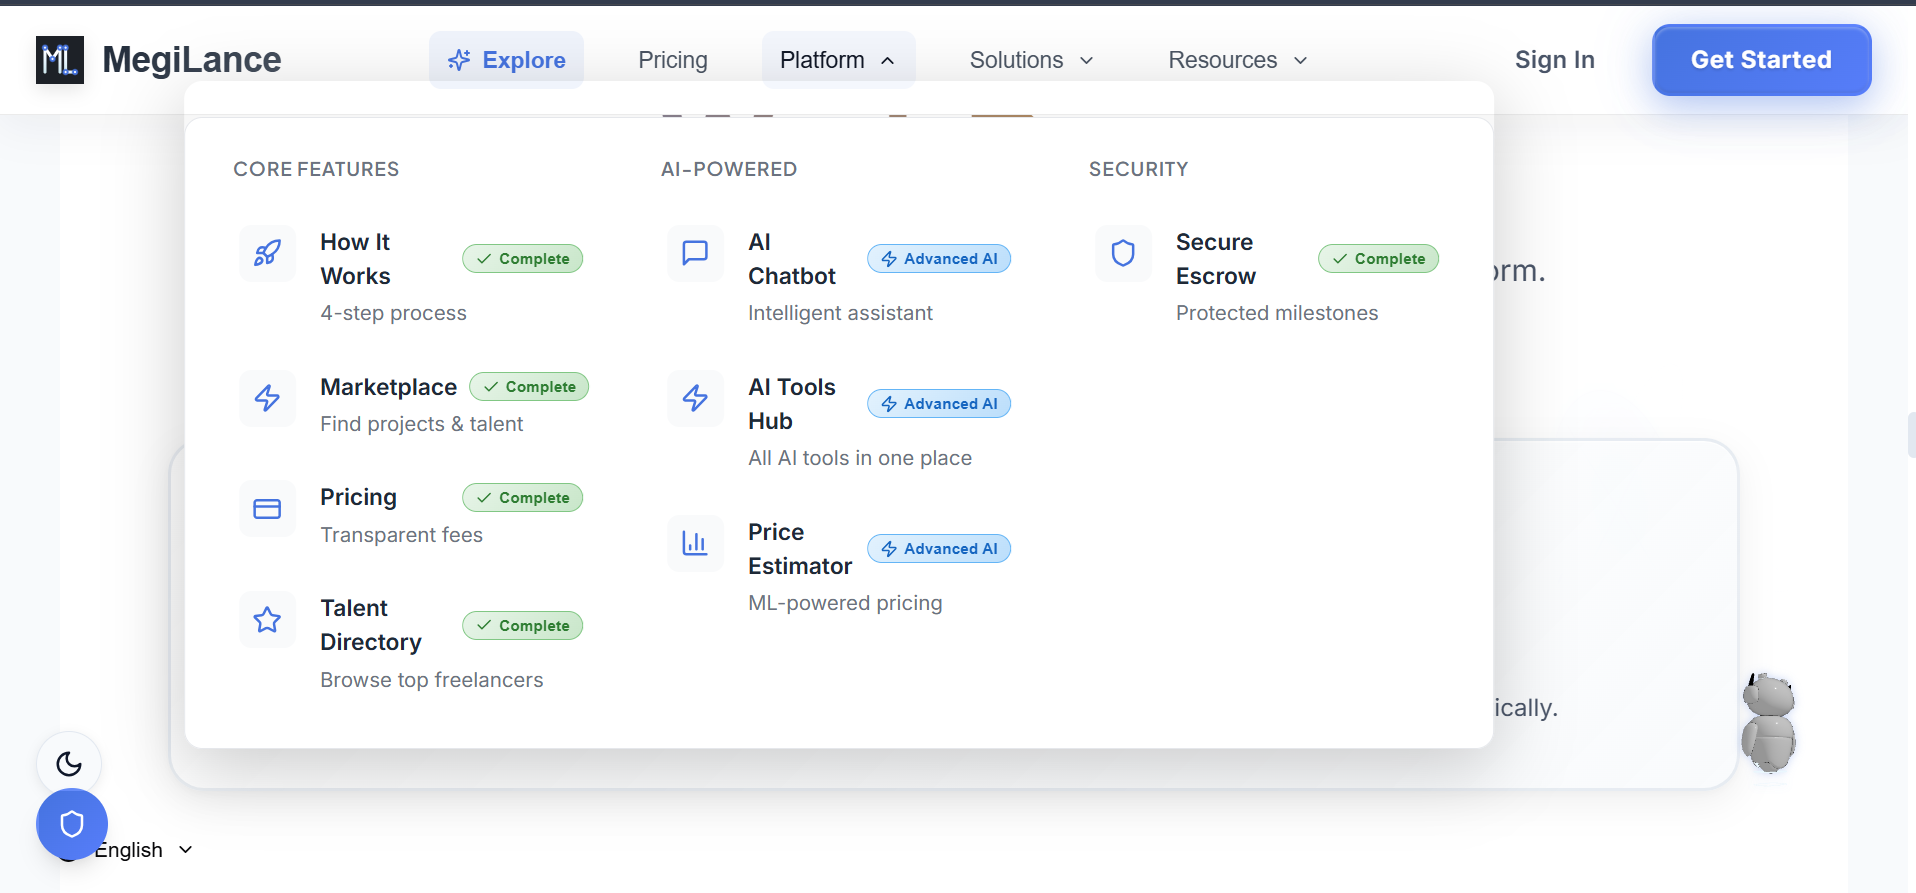 ML MegiLance
Explore
Pricing
Platform
Solutions
Resources
Sign In
Get Started
CORE FEATURES
How It
Works
Complete
4-step process
Marketplace
Complete
Find projects & talent
Pricing
Complete
Transparent fees
Talent
Directory
Complete
Browse top freelancers
AI-POWERED
AI
Chatbot
Advanced AI
Intelligent assistant
AI Tools
Hub
Advanced AI
All AI tools in one place
Price
Estimator
Advanced AI
ML-powered pricing
SECURITY
Secure
Escrow
Complete
Protected milestones
orm.
ically.
English